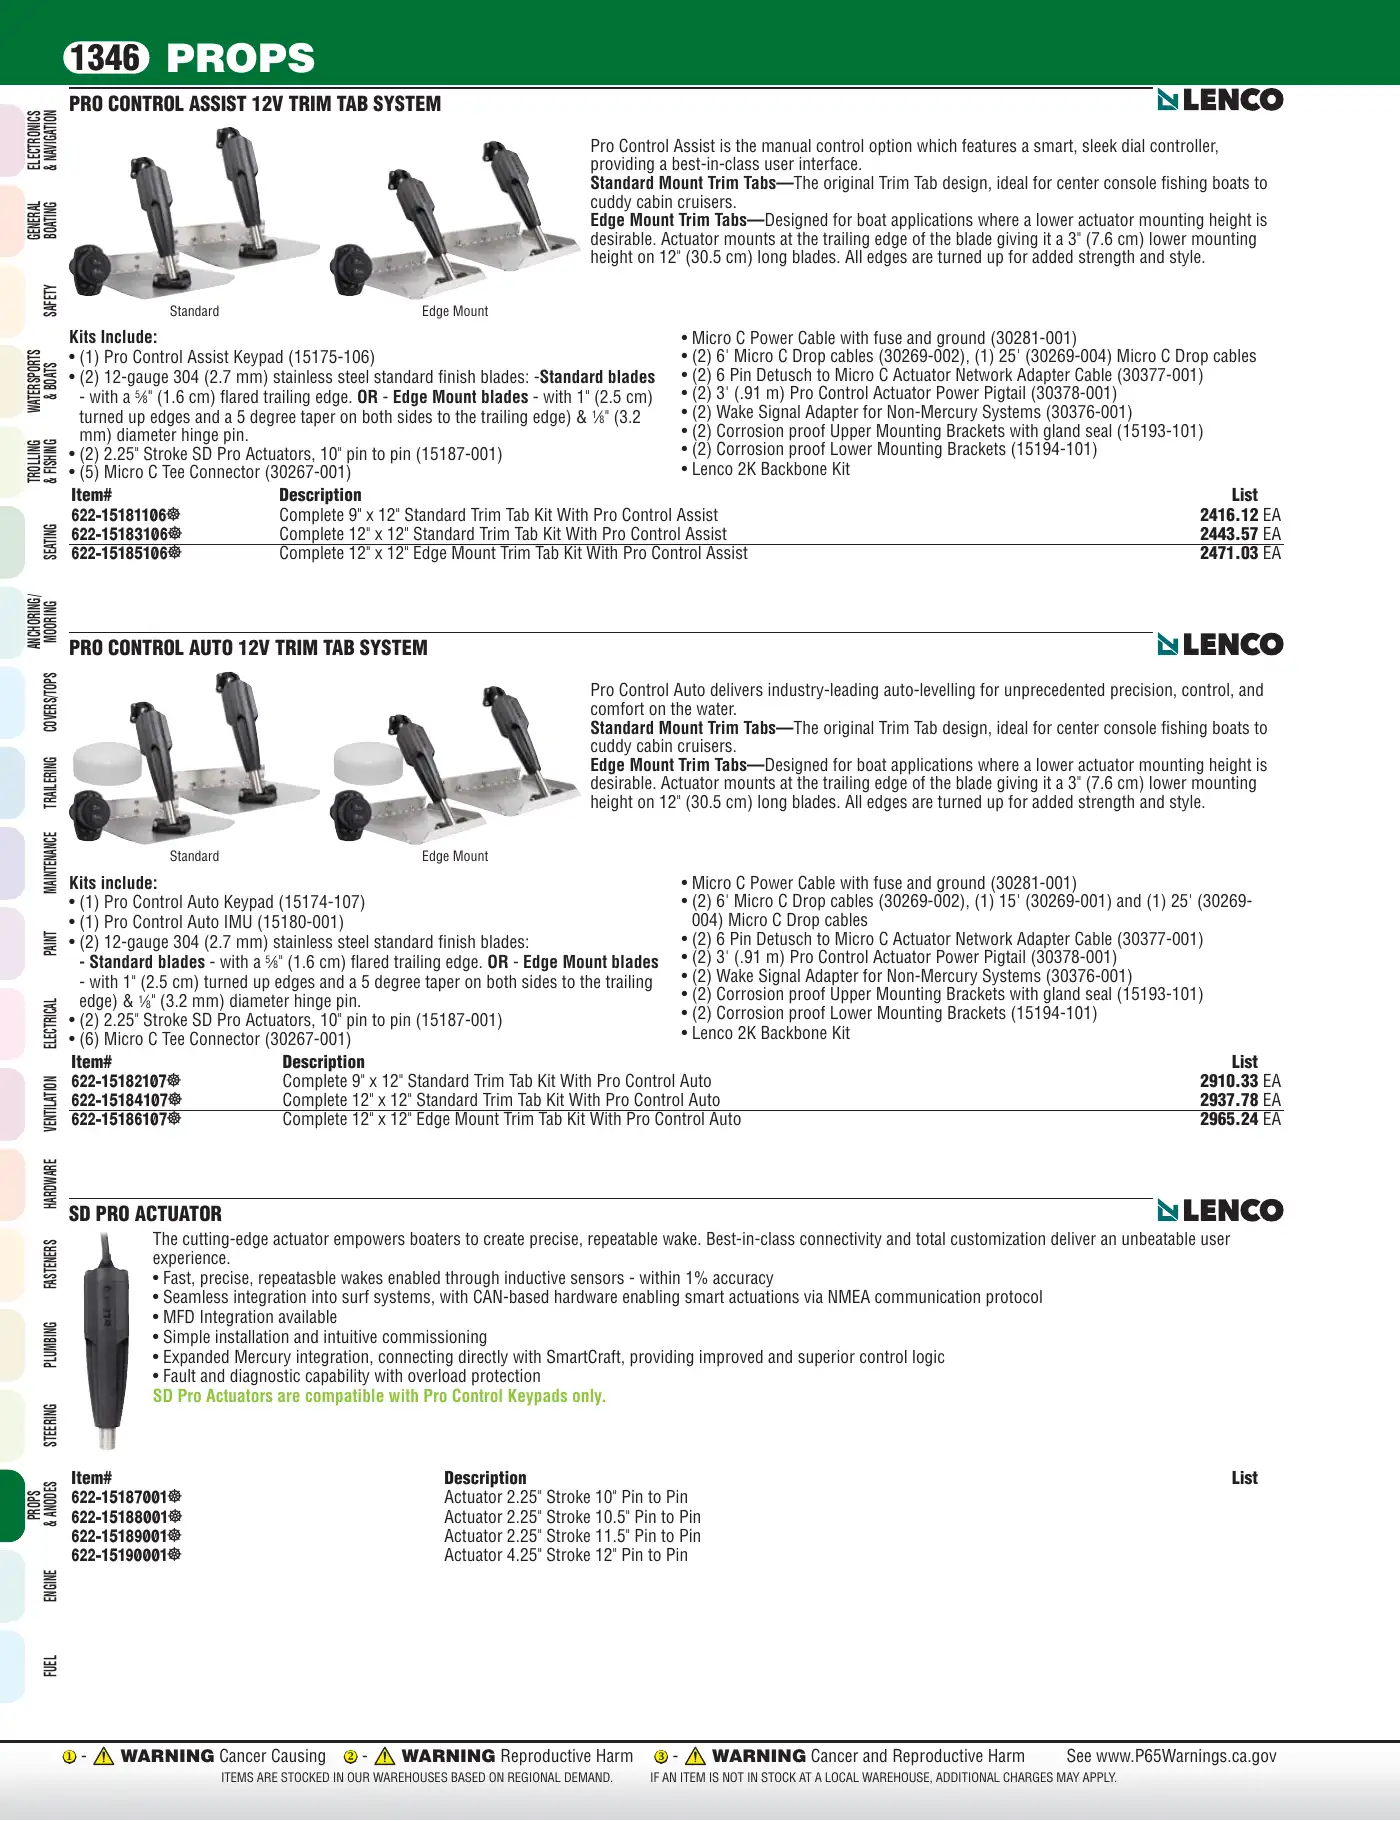 1346 PROPS
ELECTRONICS
& NAVIGATION
GENERAL
BOATING
SAFETY
WATERSPORTS
& BOATS
TROLLING
& FISHING
SEATING
ANCHORING/
MOORING
COVERS/TOPS
TRAILERING
MAINTENANCE
PAINT
ELECTRICAL
VENTILATION
HARDWARE
FASTENERS
PLUMBING
STEERING
PROPS
& ANODES
ENGINE
FUEL
PRO CONTROL ASSIST 12V TRIM TAB SYSTEM
LENCO
Pro Control Assist is the manual control option which features a smart, sleek dial controller,
providing a best-in-class user interface.
Standard Mount Trim Tabs—The original Trim Tab design, ideal for center console fishing boats to
cuddy cabin cruisers.
Edge Mount Trim Tabs—Designed for boat applications where a lower actuator mounting height is
desirable. Actuator mounts at the trailing edge of the blade giving it a 3" (7.6 cm) lower mounting
height on 12" (30.5 cm) long blades. All edges are turned up for added strength and style.
Standard
Edge Mount
Kits Include:
• (1) Pro Control Assist Keypad (15175-106)
• (2) 12-gauge 304 (2.7 mm) stainless steel standard finish blades: -Standard blades
- with a 5⁄8" (1.6 cm) flared trailing edge. OR - Edge Mount blades - with 1" (2.5 cm)
turned up edges and a 5 degree taper on both sides to the trailing edge) & 1⁄8" (3.2
mm) diameter hinge pin.
• (2) 2.25" Stroke SD Pro Actuators, 10" pin to pin (15187-001)
• (5) Micro C Tee Connector (30267-001)
• Micro C Power Cable with fuse and ground (30281-001)
• (2) 6' Micro C Drop cables (30269-002), (1) 25' (30269-004) Micro C Drop cables
• (2) 6 Pin Detusch to Micro C Actuator Network Adapter Cable (30377-001)
• (2) 3' (.91 m) Pro Control Actuator Power Pigtail (30378-001)
• (2) Wake Signal Adapter for Non-Mercury Systems (30376-001)
• (2) Corrosion proof Upper Mounting Brackets with gland seal (15193-101)
• (2) Corrosion proof Lower Mounting Brackets (15194-101)
• Lenco 2K Backbone Kit
Item# Description List
622-15181106 Complete 9" x 12" Standard Trim Tab Kit With Pro Control Assist 2416.12 EA
622-15183106 Complete 12" x 12" Standard Trim Tab Kit With Pro Control Assist 2443.57 EA
622-15185106 Complete 12" x 12" Edge Mount Trim Tab Kit With Pro Control Assist 2471.03 EA
PRO CONTROL AUTO 12V TRIM TAB SYSTEM
LENCO
Pro Control Auto delivers industry-leading auto-levelling for unprecedented precision, control, and
comfort on the water.
Standard Mount Trim Tabs—The original Trim Tab design, ideal for center console fishing boats to
cuddy cabin cruisers.
Edge Mount Trim Tabs—Designed for boat applications where a lower actuator mounting height is
desirable. Actuator mounts at the trailing edge of the blade giving it a 3" (7.6 cm) lower mounting
height on 12" (30.5 cm) long blades. All edges are turned up for added strength and style.
Standard
Edge Mount
Kits include:
• (1) Pro Control Auto Keypad (15174-107)
• (1) Pro Control Auto IMU (15180-001)
• (2) 12-gauge 304 (2.7 mm) stainless steel standard finish blades:
- Standard blades - with a 5⁄8" (1.6 cm) flared trailing edge. OR - Edge Mount blades
- with 1" (2.5 cm) turned up edges and a 5 degree taper on both sides to the trailing
edge) & 1⁄8" (3.2 mm) diameter hinge pin.
• (2) 2.25" Stroke SD Pro Actuators, 10" pin to pin (15187-001)
• (6) Micro C Tee Connector (30267-001)
• Micro C Power Cable with fuse and ground (30281-001)
• (2) 6' Micro C Drop cables (30269-002), (1) 15' (30269-001) and (1) 25' (30269-
004) Micro C Drop cables
• (2) 6 Pin Detusch to Micro C Actuator Network Adapter Cable (30377-001)
• (2) 3' (.91 m) Pro Control Actuator Power Pigtail (30378-001)
• (2) Wake Signal Adapter for Non-Mercury Systems (30376-001)
• (2) Corrosion proof Upper Mounting Brackets with gland seal (15193-101)
• (2) Corrosion proof Lower Mounting Brackets (15194-101)
• Lenco 2K Backbone Kit
Item# Description List
622-15182107 Complete 9" x 12" Standard Trim Tab Kit With Pro Control Auto 2910.33 EA
622-15184107 Complete 12" x 12" Standard Trim Tab Kit With Pro Control Auto 2937.78 EA
622-15186107 Complete 12" x 12" Edge Mount Trim Tab Kit With Pro Control Auto 2965.24 EA
SD PRO ACTUATOR
LENCO
The cutting-edge actuator empowers boaters to create precise, repeatable wake. Best-in-class connectivity and total customization deliver an unbeatable user
experience.
• Fast, precise, repeatasble wakes enabled through inductive sensors - within 1% accuracy
• Seamless integration into surf systems, with CAN-based hardware enabling smart actuations via NMEA communication protocol
• MFD Integration available
• Simple installation and intuitive commissioning
• Expanded Mercury integration, connecting directly with SmartCraft, providing improved and superior control logic
• Fault and diagnostic capability with overload protection
SD Pro Actuators are compatible with Pro Control Keypads only.
Item# Description List
622-15187001 Actuator 2.25" Stroke 10" Pin to Pin
622-15188001 Actuator 2.25" Stroke 10.5" Pin to Pin
622-15189001 Actuator 2.25" Stroke 11.5" Pin to Pin
622-15190001 Actuator 4.25" Stroke 12" Pin to Pin
1 - WARNING Cancer Causing 2 - WARNING Reproductive Harm 3 - WARNING Cancer and Reproductive Harm See www.P65Warnings.ca.gov
ITEMS ARE STOCKED IN OUR WAREHOUSES BASED ON REGIONAL DEMAND. IF AN ITEM IS NOT IN STOCK AT A LOCAL WAREHOUSE, ADDITIONAL CHARGES MAY APPLY.